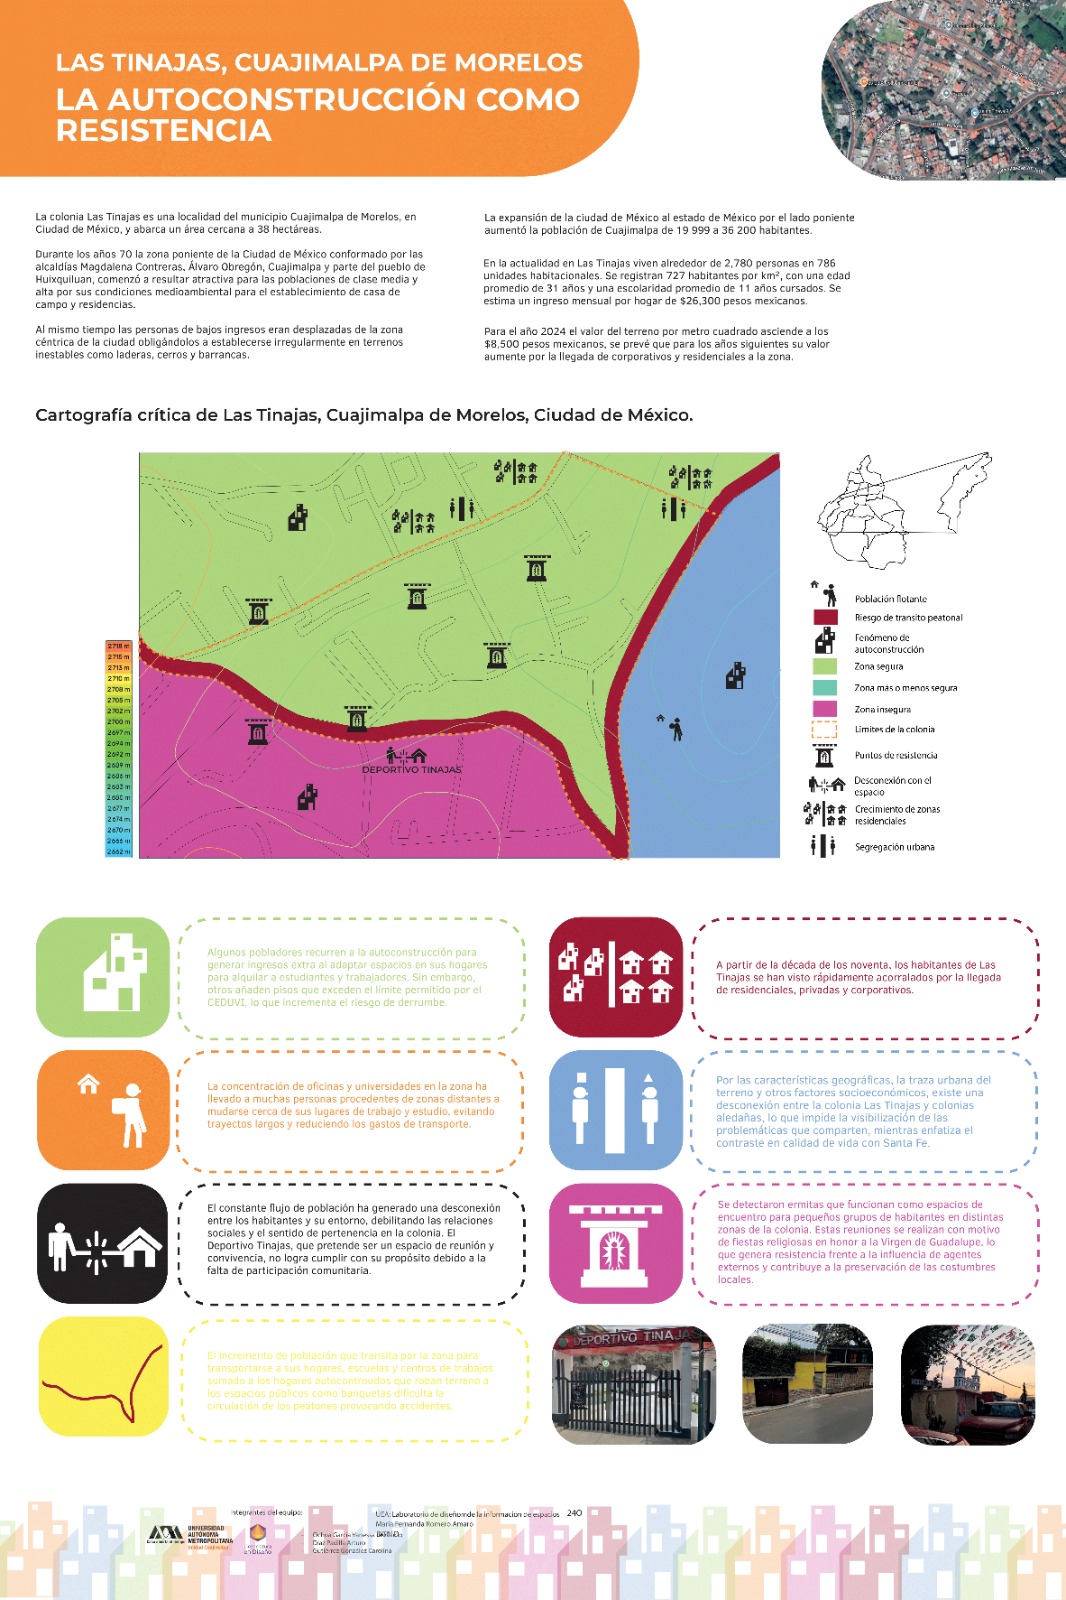 LAS TINAJAS, CUAJIMALPA DE MORELOS
LA AUTOCONSTRUCCIÓN COMO
RESISTENCIA
La colonia Las Tinajas es una localidad del municipio Cuajimalpa de Morelos, en
Ciudad de México, y abarca un área cercana a 38 hectáreas.
Durante los años 70 la zona poniente de la Ciudad de México conformado por las
alcaldías Magdalena Contreras, Álvaro Obregón, Cuajimalpa y parte del pueblo de
Huixquiluan, comenzó a resultar atractiva para las poblaciones de clase media y
alta por sus condiciones medioambiental para el establecimiento de casa de
campo y residencias.
Al mismo tiempo las personas de bajos ingresos eran desplazadas de la zona
céntrica de la ciudad obligándolos a establecerse irregularmente en terrenos
inestables como laderas, cerros y barrancas.
La expansión de la ciudad de México al estado de México por el lado poniente
aumentó la población de Cuajimalpa de 19 999 a 36 200 habitantes.
En la actualidad en Las Tinajas viven alrededor de 2,780 personas en 786
unidades habitacionales. Se registran 727 habitantes por km², con una edad
promedio de 31 años y una escolaridad promedio de 11 años cursados. Se
estima un ingreso mensual por hogar de $26,300 pesos mexicanos.
Para el año 2024 el valor del terreno por metro cuadrado asciende a los
$8,500 pesos mexicanos, se prevé que para los años siguientes su valor
aumente por la llegada de corporativos y residenciales a la zona.
Cartografía crítica de Las Tinajas, Cuajimalpa de Morelos, Ciudad de México.
2718 m
2715 m
2713 m
2710 m
2708 m
2705 m
2702 m
2700 m
2697 m
2694 m
2692 m
2689 m
2686 m
2683 m
2680 m
2677 m
2674 m
2670 m
2666 m
2662 m
DEPORTIVO TINAJAS
Población flotante
Riesgo de transito peatonal
Fenómeno de
autoconstrucción
Zona segura
Zona más o menos segura
Zona insegura
Limites de la colonia
Puntos de resistencia
Desconexión con el
espacio
Crecimiento de zonas
residenciales
Segregación urbana
Algunos pobladores recurren a la autoconstrucción para
generar ingresos extra al adaptar espacios en sus hogares
para alquilar a estudiantes y trabajadores. Sin embargo,
otros añaden pisos que exceden el límite permitido por el
CEDUVI, lo que incrementa el riesgo de derrumbe.
A partir de la década de los noventa, los habitantes de Las
Tinajas se han visto rápidamente acorralados por la llegada
de residenciales, privadas y corporativos.
La concentración de oficinas y universidades en la zona ha
llevado a muchas personas procedentes de zonas distantes a
mudarse cerca de sus lugares de trabajo y estudio, evitando
trayectos largos y reduciendo los gastos de transporte.
Por las características geográficas, la traza urbana del
terreno y otros factores socioeconómicos, existe una
desconexión entre la colonia Las Tinajas y colonias
aledañas, lo que impide la visibilización de las
problemáticas que comparten, mientras enfatiza el
contraste en calidad de vida con Santa Fe.
El constante flujo de población ha generado una desconexión
entre los habitantes y su entorno, debilitando las relaciones
sociales y el sentido de pertenencia en la colonia. El
Deportivo Tinajas, que pretende ser un espacio de reunión y
convivencia, no logra cumplir con su propósito debido a la
falta de participación comunitaria.
Se detectaron ermitas que funcionan como espacios de
encuentro para pequeños grupos de habitantes en distintas
zonas de la colonia. Estas reuniones se realizan con motivo
de fiestas religiosas en honor a la Virgen de Guadalupe, lo
que genera resistencia frente a la influencia de agentes
externos y contribuye a la preservación de las costumbres
locales.
El incremento de población que transita por la zona para
transportarse a sus hogares, escuelas y centros de trabajos
sumado a los hogares autocontruidos que roban terreno a
los espacios públicos como banquetas dificulta la
circulación de los peatones provocando accidentes.
DEPORTIVO TINAJA
UNIVERSIDAD
AUTÓNOMA
METROPOLITANA
Integrantes del equipo:
en Diseño
Ochoa García Vanessa
Díaz Padilla Arturo
Gutiérrez González Carolina
UEA: Laboratorio de diseñonde la informacion de espacios 240
María Fernanda Romero Amaro